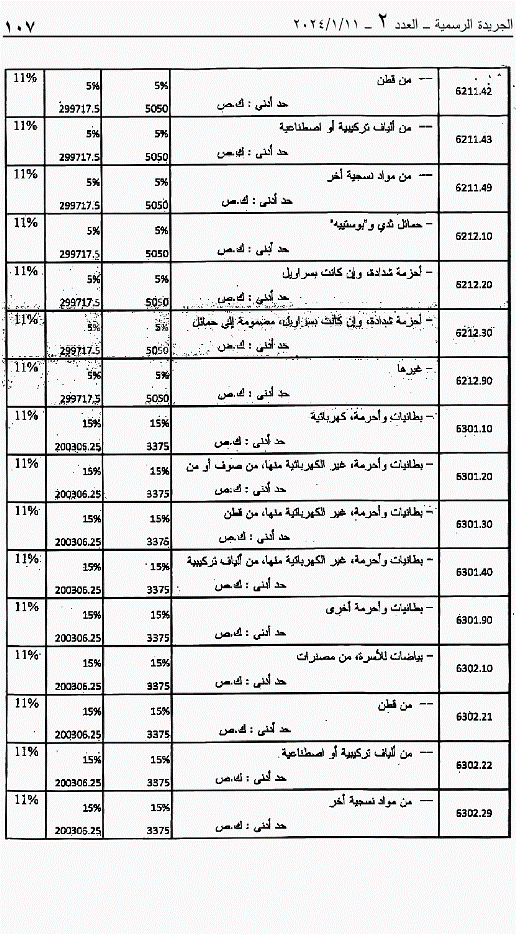 الجريدة الرسمية ـ العدد ٢ ـ ٢٠٢٤/١/١١ ١٠٧
6211.42 –– من قطن 5% 5% 11%
حد أدنى : ك.ص 5050 299717.5
6211.43 –– من ألياف تركيبية أو اصطناعية 5% 5% 11%
حد أدنى : ك.ص 5050 299717.5
6211.49 –– من مواد نسجية أخر 5% 5% 11%
حد أدنى : ك.ص 5050 299717.5
6212.10 – حمائل ثدي و"بوستييه" 5% 5% 11%
حد أدنى : ك.ص 5050 299717.5
6212.20 – أحزمة شدادة، وإن كانت بسراويل 5% 5% 11%
حد أدنى : ك.ص 5050 299717.5
6212.30 – أحزمة شدادة، وإن كانت بسراويل، مضمومة إلى حمائل 5% 5% 11%
حد أدنى : ك.ص 5050 299717.5
6212.90 – غيرها 5% 5% 11%
حد أدنى : ك.ص 5050 299717.5
6301.10 – بطانيات وأحرمة، كهربائية 15% 15% 11%
حد أدنى : ك.ص 3375 200306.25
6301.20 – بطانيات وأحرمة، غير الكهربائية منها، من صوف أو من 15% 15% 11%
حد أدنى : ك.ص 3375 200306.25
6301.30 – بطانيات وأحرمة، غير الكهربائية منها، من قطن 15% 15% 11%
حد أدنى : ك.ص 3375 200306.25
6301.40 – بطانيات وأحرمة، غير الكهربائية منها، من ألياف تركيبية 15% 15% 11%
حد أدنى : ك.ص 3375 200306.25
6301.90 – بطانيات وأحرمة أخرى 15% 15% 11%
حد أدنى : ك.ص 3375 200306.25
6302.10 – بياضات للأسرة، من مصنرات 15% 15% 11%
حد أدنى : ك.ص 3375 200306.25
6302.21 –– من قطن 15% 15% 11%
حد أدنى : ك.ص 3375 200306.25
6302.22 –– من ألياف تركيبية أو اصطناعية 15% 15% 11%
حد أدنى : ك.ص 3375 200306.25
6302.29 –– من مواد نسجية أخر 15% 15% 11%
حد أدنى : ك.ص 3375 200306.25